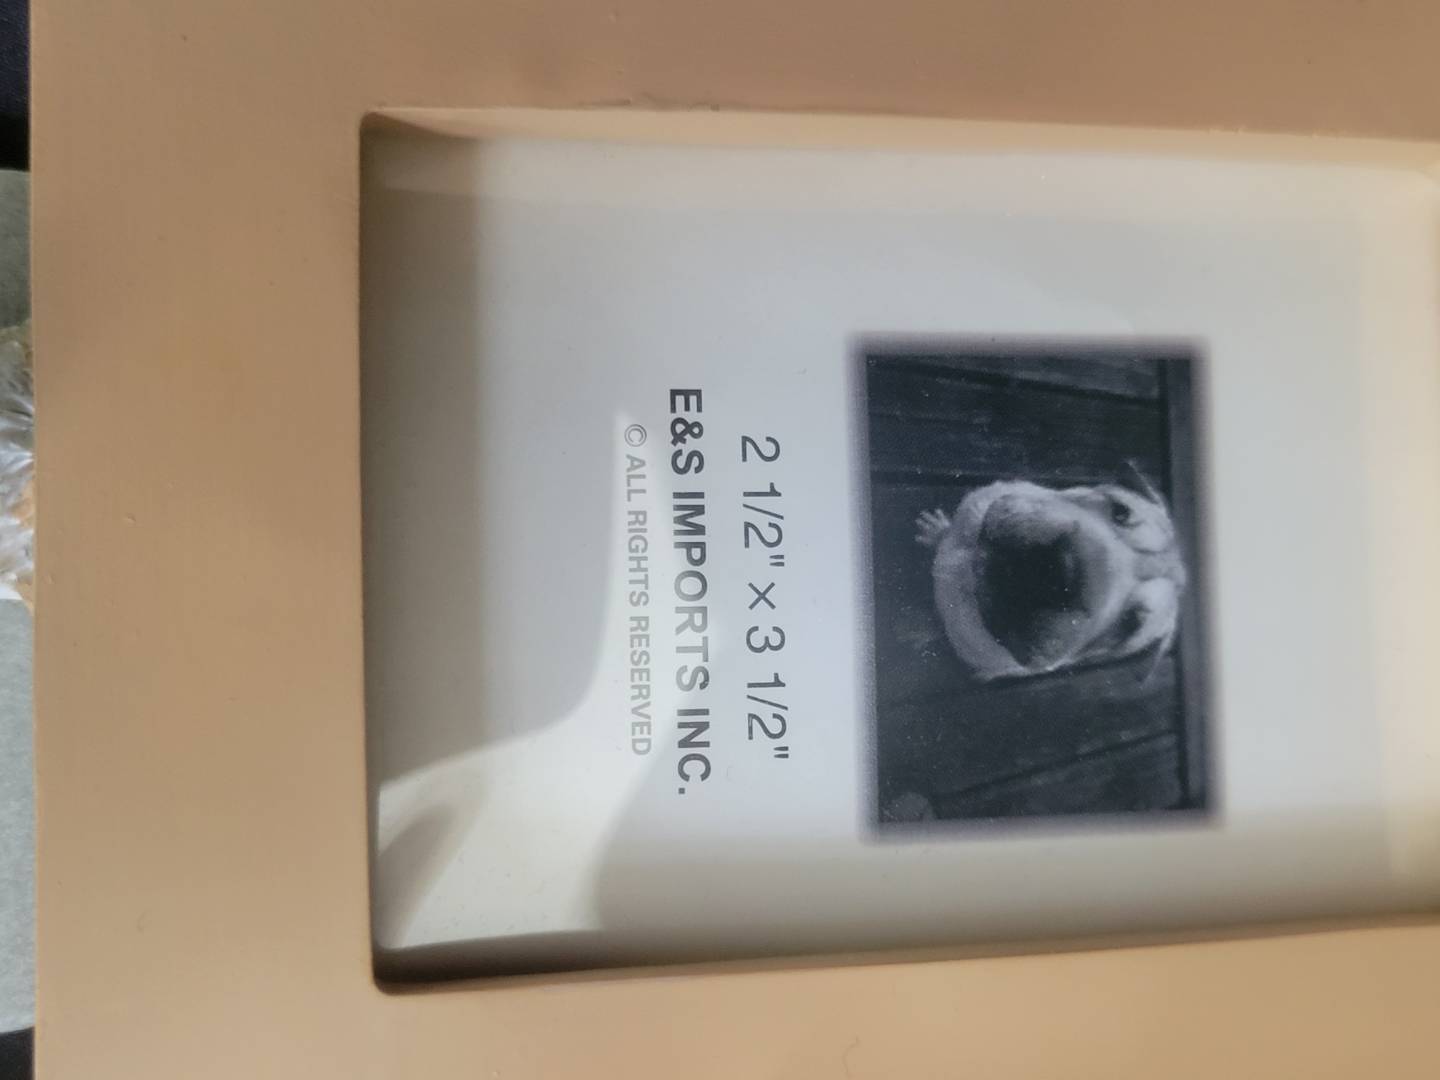 2 1/2" × 3 1/2"
E&S IMPORTS INC.
© ALL RIGHTS RESERVED